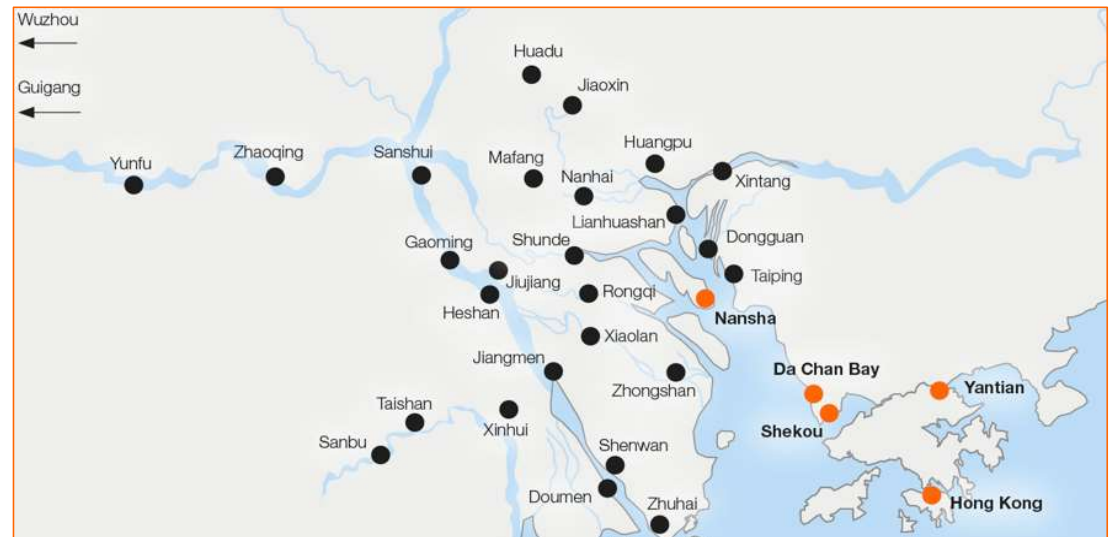 Wuzhou
Guigang
Huadu
Jiaoxin
Yunfu
Zhaoqing
Sanshui
Mafang
Nanhai
Huangpu
Xintang
Lianhuashan
Gaoming
Shunde
Dongguan
Jiujiang
Taiping
Heshan
Rongqi
Nansha
Xiaolan
Jiangmen
Zhongshan
Da Chan Bay
Yantian
Taishan
Xinhui
Shekou
Sanbu
Shenwan
Doumen
Zhuhai
Hong Kong